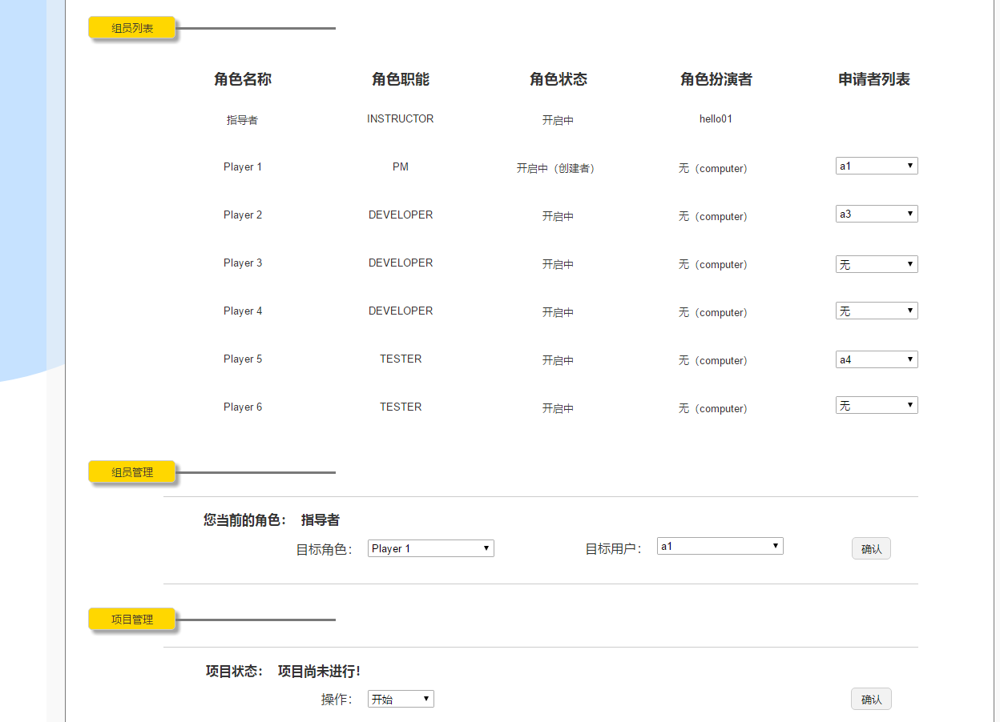 组员列表
角色名称 角色职能 角色状态 角色扮演者 申请者列表
指导者 INSTRUCTOR 开启中 hello01
Player 1 PM 开启中（创建者） 无（computer） a1
Player 2 DEVELOPER 开启中 无（computer） a3
Player 3 DEVELOPER 开启中 无（computer） 无
Player 4 DEVELOPER 开启中 无（computer） 无
Player 5 TESTER 开启中 无（computer） a4
Player 6 TESTER 开启中 无（computer） 无
组员管理
您当前的角色： 指导者
目标角色： Player 1 目标用户： a1 确认
项目管理
项目状态： 项目尚未进行！
操作： 开始 确认